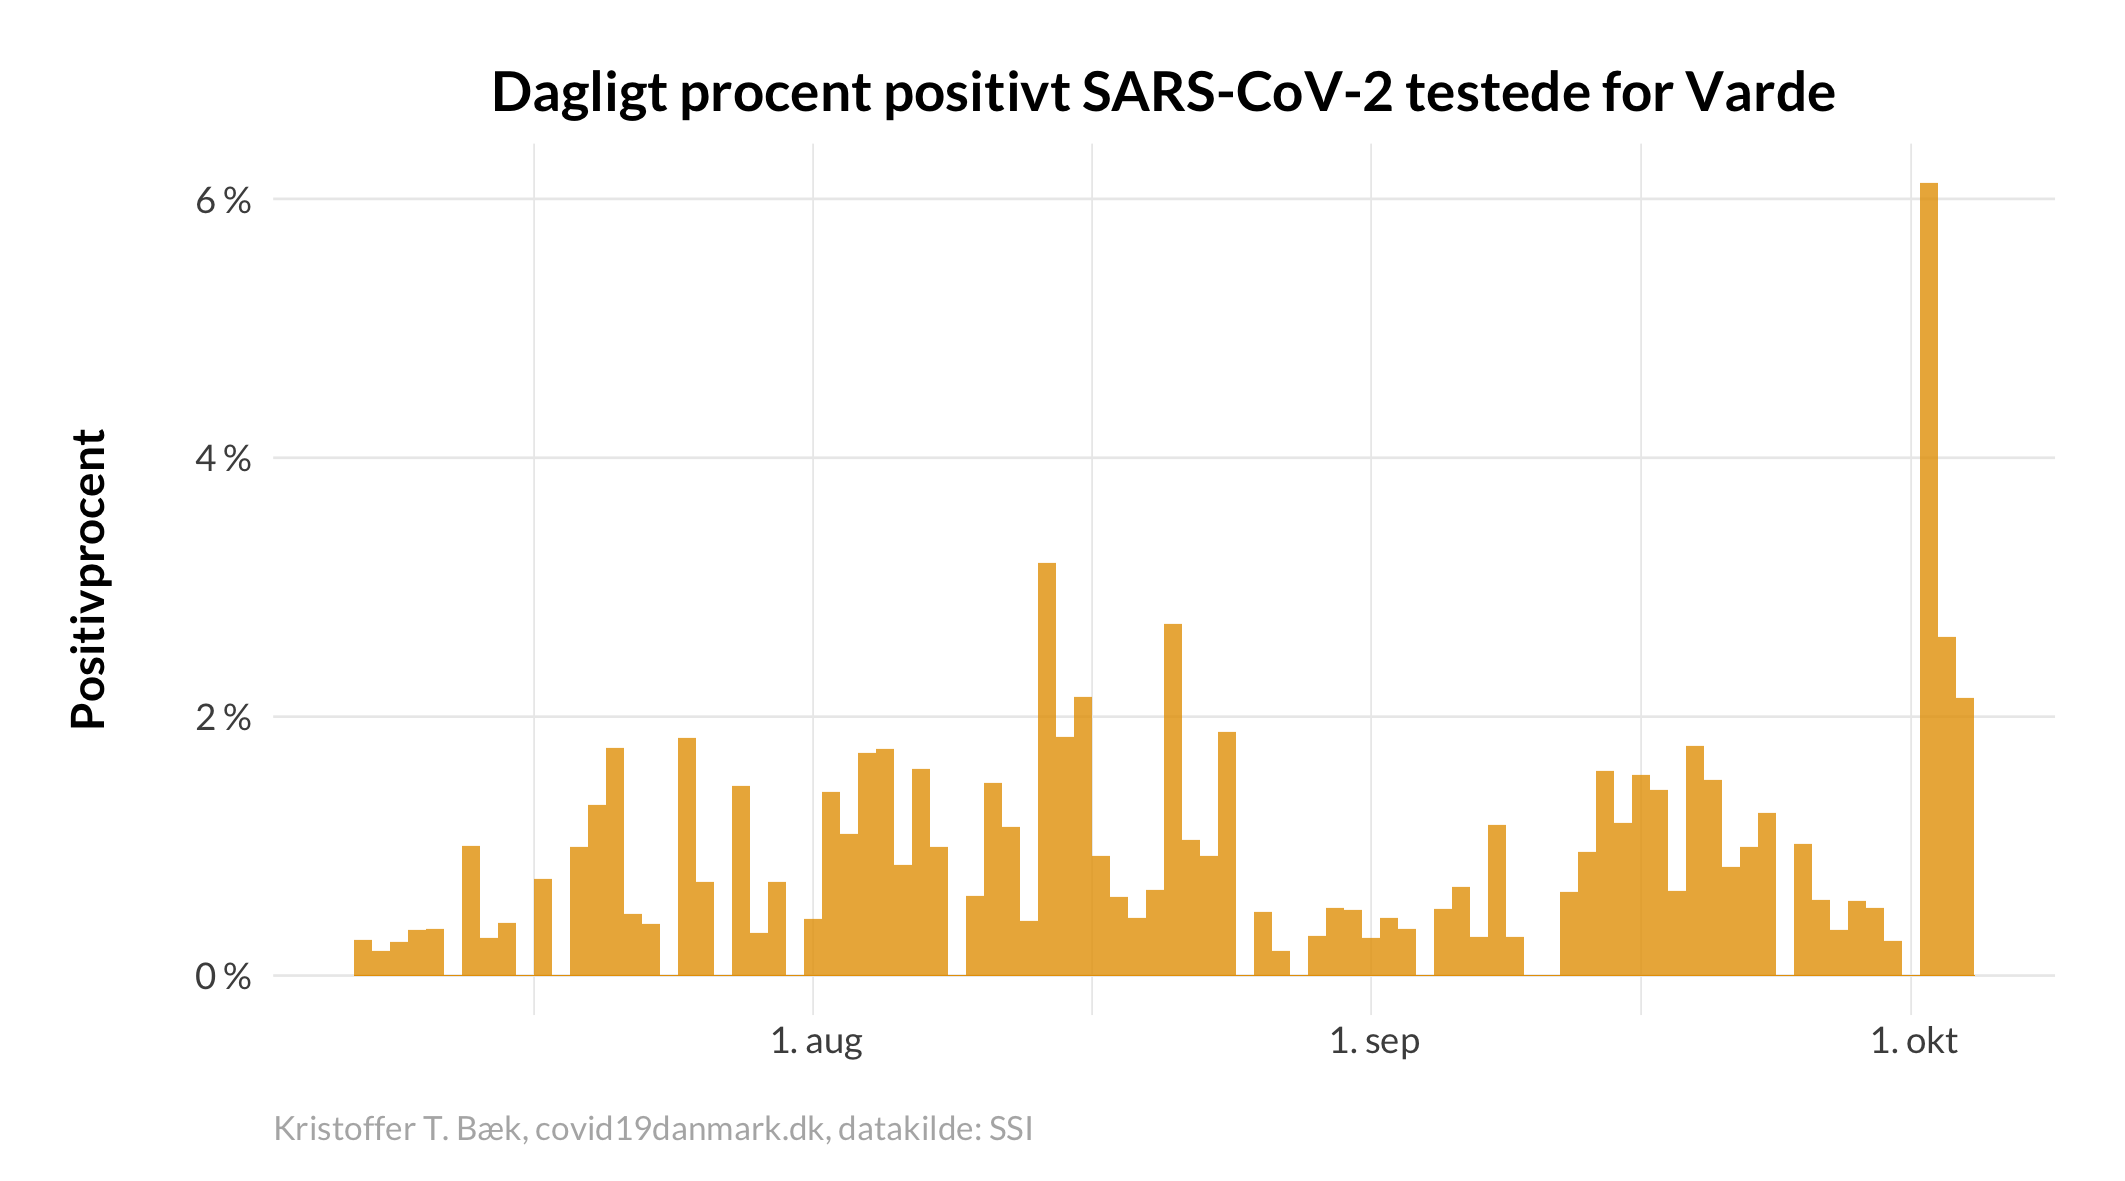 Dagligt procent positivt SARS-CoV-2 testede for Varde
Positivprocent
6 %
4 %
2 %
0 %
1. aug
1. sep
1. okt
Kristoffer T. Bæk, covid19danmark.dk, datakilde: SSI